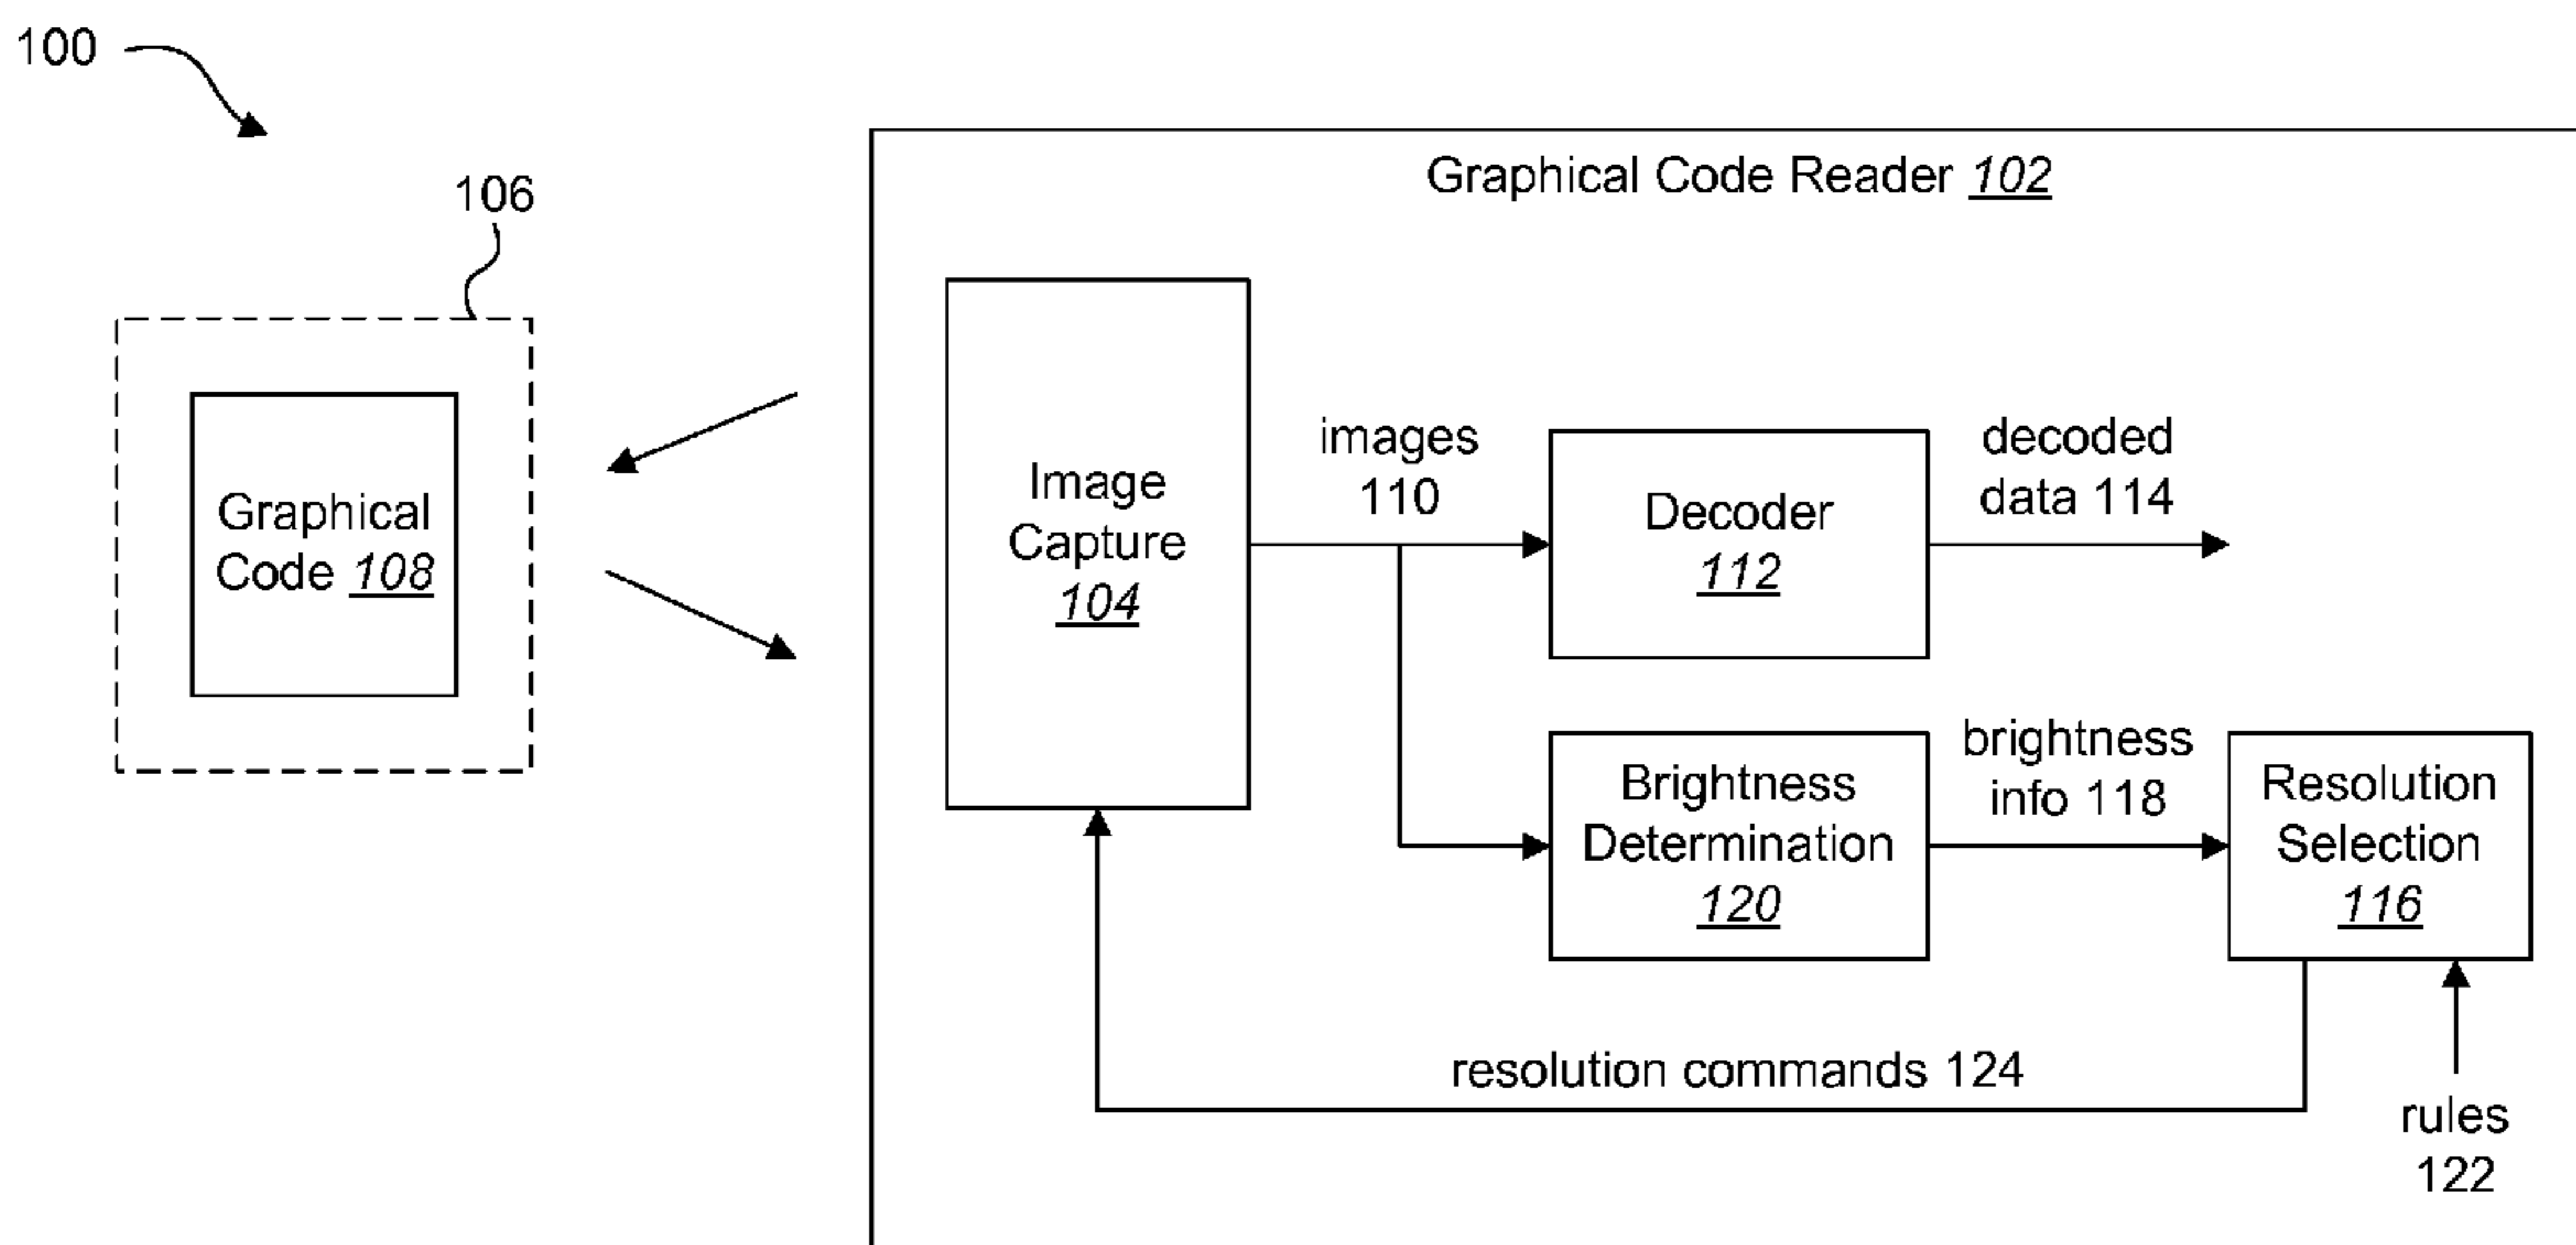 100
106
Graphical
Code 108
Graphical Code Reader 102
Image
Capture
104
images
110
Decoder
112
decoded
data 114
Brightness
Determination
120
brightness
info 118
Resolution
Selection
116
resolution commands 124
rules
122